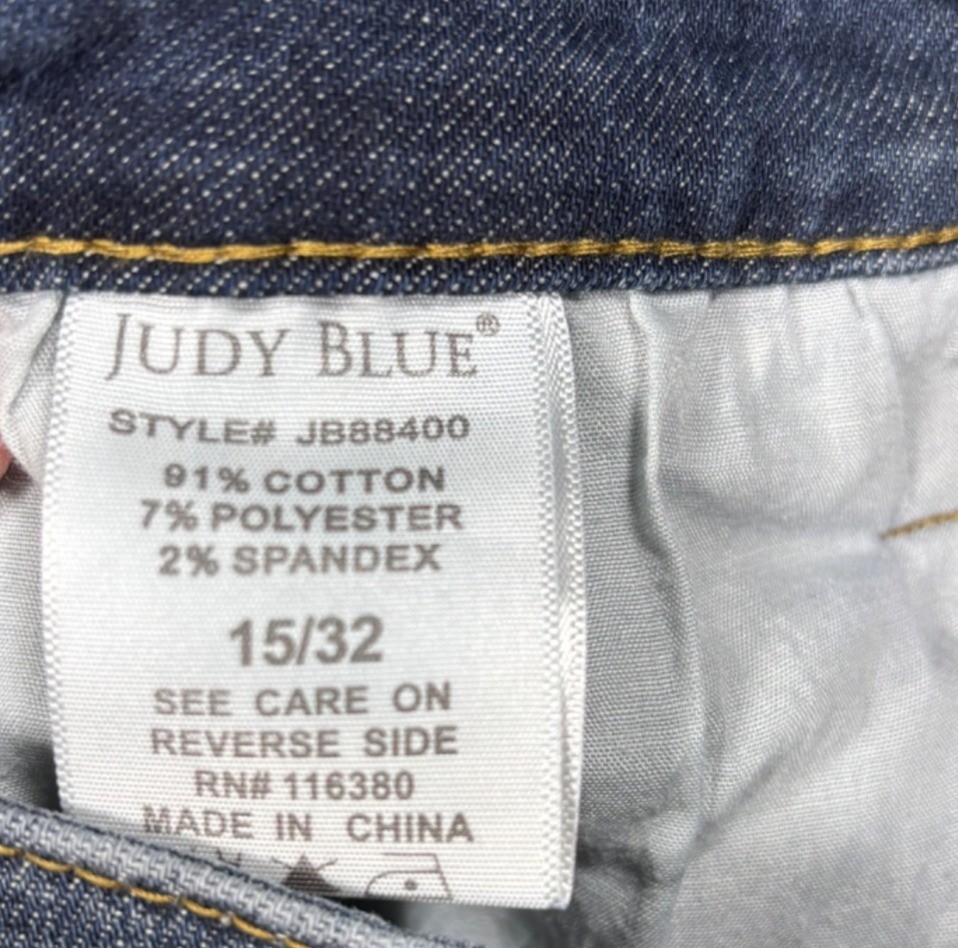 JUDY BLUE®
STYLE# JB88400
91% COTTON
7% POLYESTER
2% SPANDEX
15/32
SEE CARE ON
REVERSE SIDE
RN# 116380
MADE IN CHINA